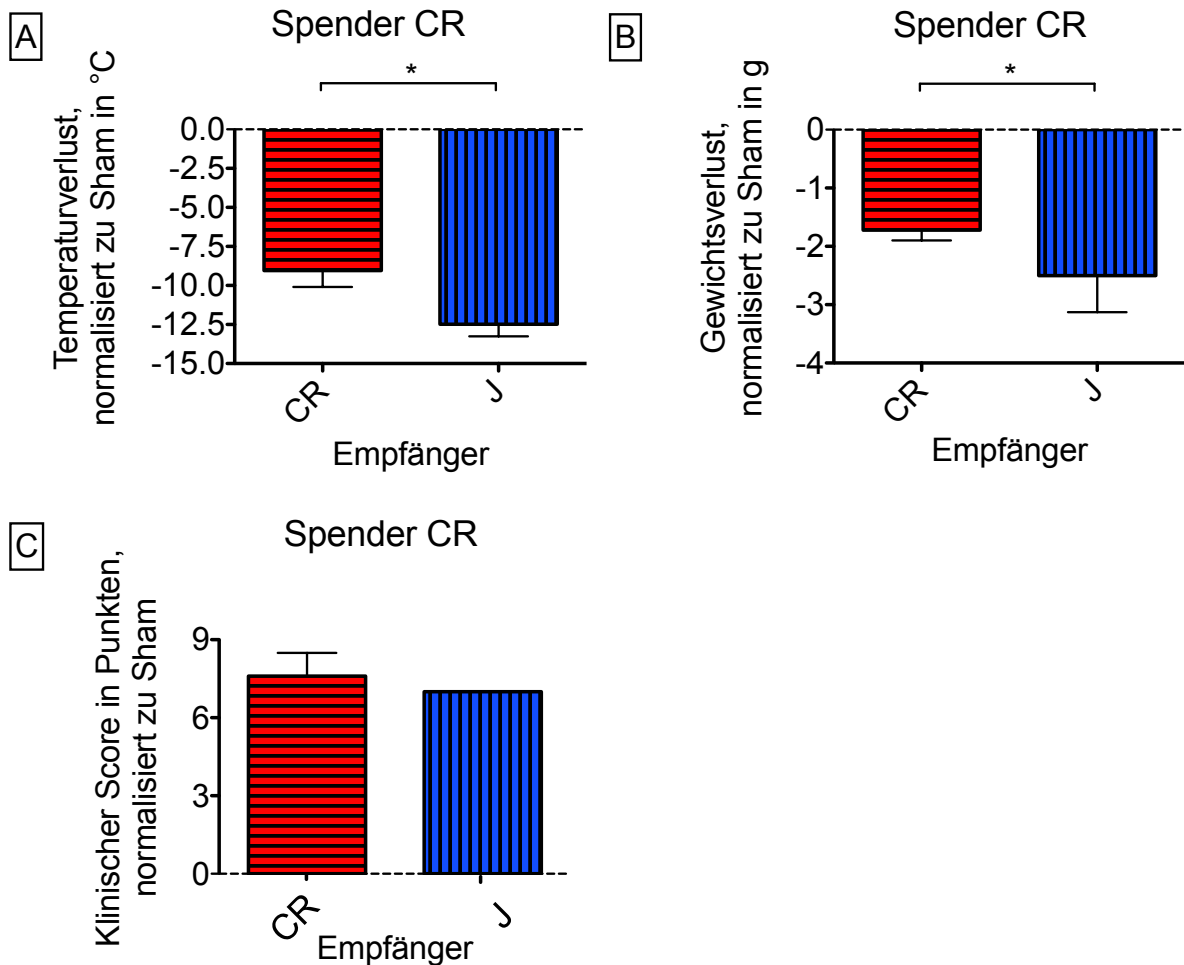 A
Spender CR
*
Temperaturverlust,
normalisiert zu Sham in °C
0.0
-2.5
-5.0
-7.5
-10.0
-12.5
-15.0
CR
J
Empfänger
B
Spender CR
*
Gewichtsverlust,
normalisiert zu Sham in g
0
-1
-2
-3
-4
CR
J
Empfänger
C
Spender CR
Klinischer Score in Punkten,
normalisiert zu Sham
9
6
3
0
CR
J
Empfänger